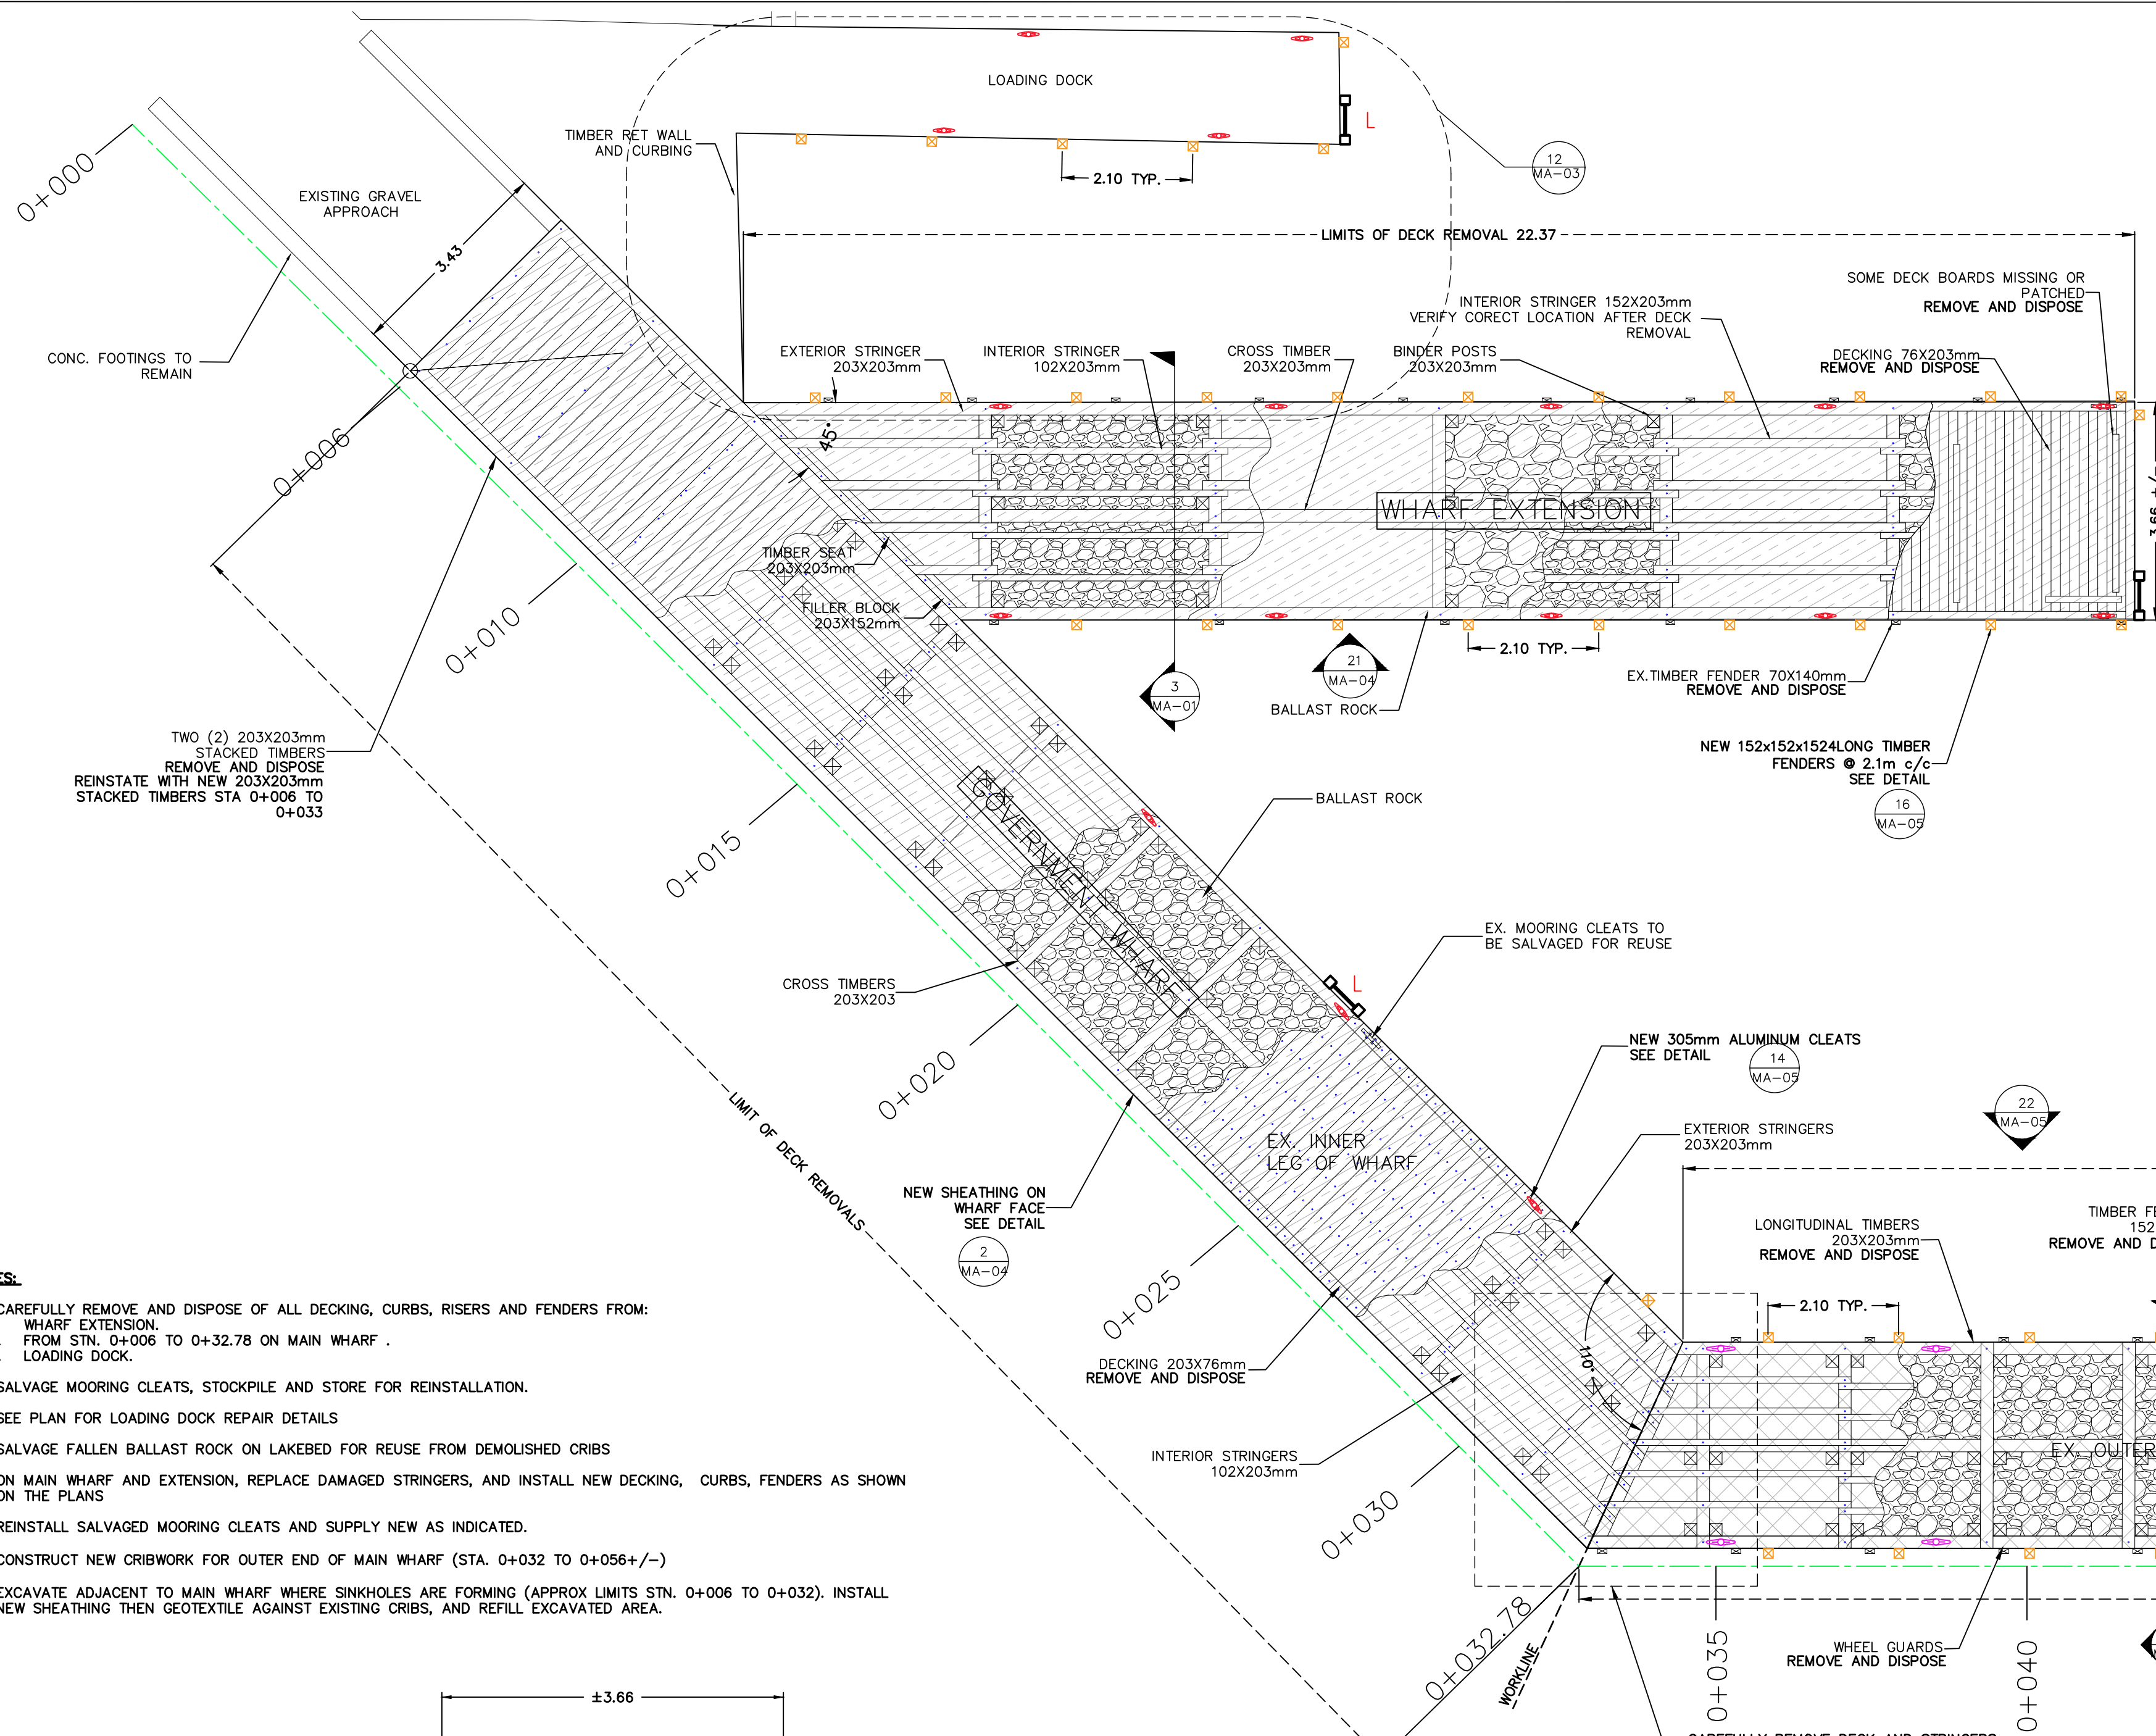 LOADING DOCK
L
TIMBER RET WALL
AND CURBING
2.10 TYP.
12
MA-03
0+000
EXISTING GRAVEL
APPROACH
3.43
LIMITS OF DECK REMOVAL 22.37
SOME DECK BOARDS MISSING OR
PATCHED
REMOVE AND DISPOSE
INTERIOR STRINGER 152X203mm
VERIFY CORECT LOCATION AFTER DECK
REMOVAL
CONC. FOOTINGS TO
REMAIN
EXTERIOR STRINGER
203X203mm
INTERIOR STRINGER
102X203mm
CROSS TIMBER
203X203mm
BINDER POSTS
203X203mm
DECKING 76X203mm
REMOVE AND DISPOSE
45°
0+006
WHARF EXTENSION
3.66 +/-
TIMBER SEAT
203X203mm
FILLER BLOCK
203X152mm
0+010
2.10 TYP.
21
MA-04
3
MA-01
BALLAST ROCK
EX.TIMBER FENDER 70X140mm
REMOVE AND DISPOSE
TWO (2) 203X203mm
STACKED TIMBERS
REMOVE AND DISPOSE
REINSTATE WITH NEW 203X203mm
STACKED TIMBERS STA 0+006 TO
0+033
NEW 152x152x1524LONG TIMBER
FENDERS @ 2.1m c/c
SEE DETAIL
16
MA-05
BALLAST ROCK
GOVERNMENT WHARF
0+015
EX. MOORING CLEATS TO
BE SALVAGED FOR REUSE
CROSS TIMBERS
203X203
L
NEW 305mm ALUMINUM CLEATS
SEE DETAIL
14
MA-05
0+020
LIMIT OF DECK REMOVALS
22
MA-05
EX. INNER
LEG OF WHARF
EXTERIOR STRINGERS
203X203mm
NEW SHEATHING ON
WHARF FACE
SEE DETAIL
2
MA-04
LONGITUDINAL TIMBERS
203X203mm
REMOVE AND DISPOSE
TIMBER FE
152
REMOVE AND D
0+025
2.10 TYP.
110°
DECKING 203X76mm
REMOVE AND DISPOSE
INTERIOR STRINGERS
102X203mm
EX. OUTER
0+030
ES:
CAREFULLY REMOVE AND DISPOSE OF ALL DECKING, CURBS, RISERS AND FENDERS FROM:
WHARF EXTENSION.
FROM STN. 0+006 TO 0+32.78 ON MAIN WHARF .
LOADING DOCK.
SALVAGE MOORING CLEATS, STOCKPILE AND STORE FOR REINSTALLATION.
SEE PLAN FOR LOADING DOCK REPAIR DETAILS
SALVAGE FALLEN BALLAST ROCK ON LAKEBED FOR REUSE FROM DEMOLISHED CRIBS
ON MAIN WHARF AND EXTENSION, REPLACE DAMAGED STRINGERS, AND INSTALL NEW DECKING, CURBS, FENDERS AS SHOWN
ON THE PLANS
REINSTALL SALVAGED MOORING CLEATS AND SUPPLY NEW AS INDICATED.
CONSTRUCT NEW CRIBWORK FOR OUTER END OF MAIN WHARF (STA. 0+032 TO 0+056+/-)
EXCAVATE ADJACENT TO MAIN WHARF WHERE SINKHOLES ARE FORMING (APPROX LIMITS STN. 0+006 TO 0+032). INSTALL
NEW SHEATHING THEN GEOTEXTILE AGAINST EXISTING CRIBS, AND REFILL EXCAVATED AREA.
0+032.78
WORKLINE
0+035
WHEEL GUARDS
REMOVE AND DISPOSE
0+040
±3.66
CAREFULLY REMOVE DECK AND STRINGERS